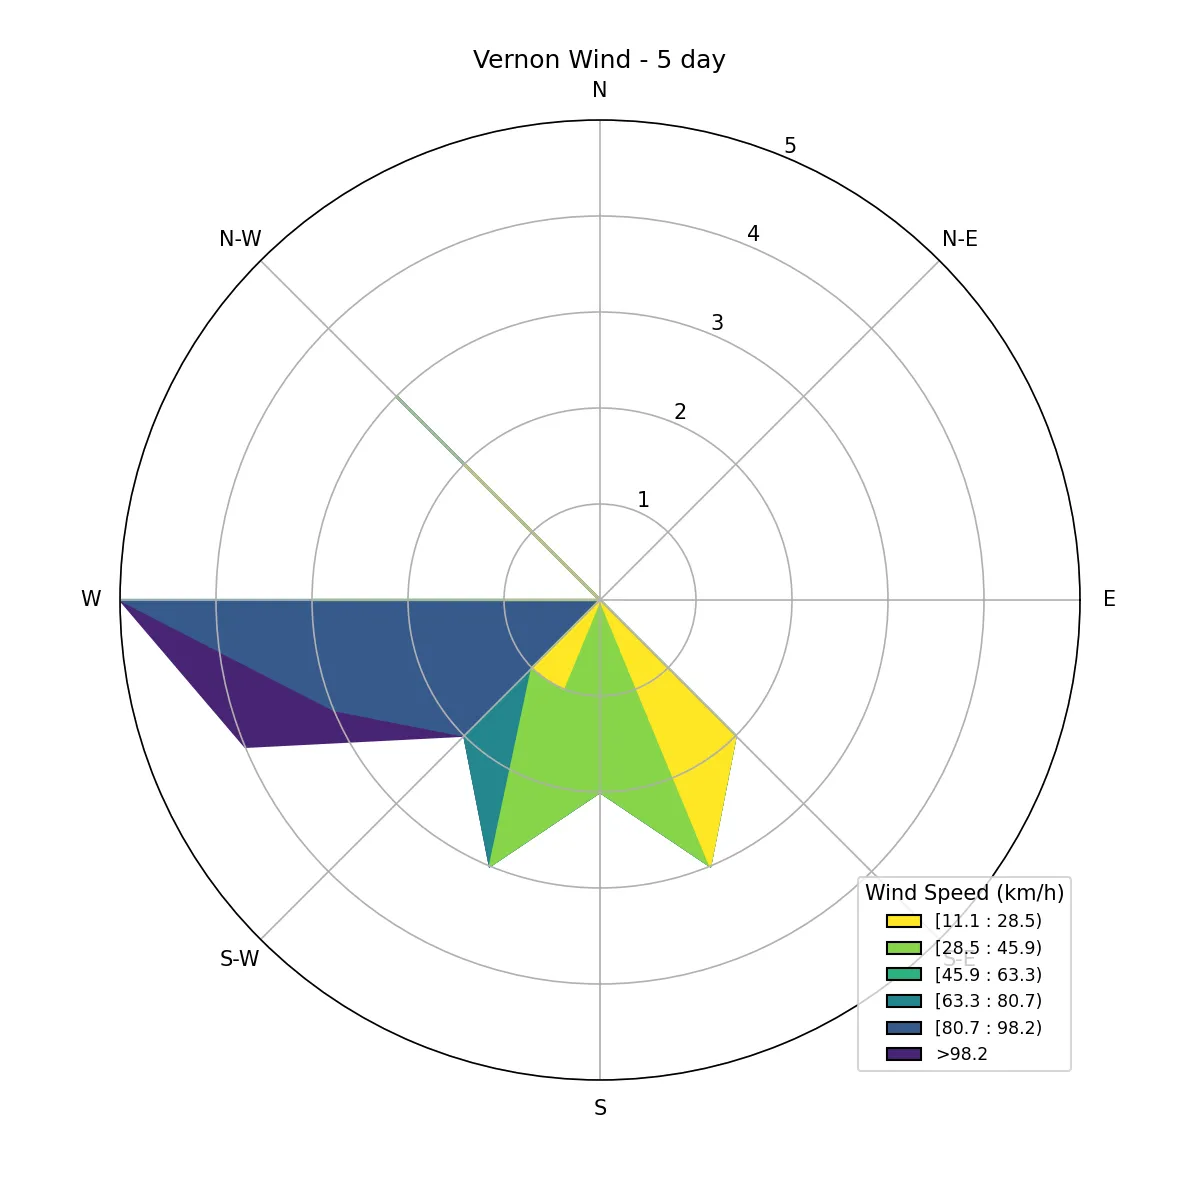 Vernon Wind - 5 day
N
5
N-W
N-E
4
3
2
1
W
E
Wind Speed (km/h)
[11.1 : 28.5)
[28.5 : 45.9)
S-W
S-E
[45.9 : 63.3)
[63.3 : 80.7)
[80.7 : 98.2)
>98.2
S